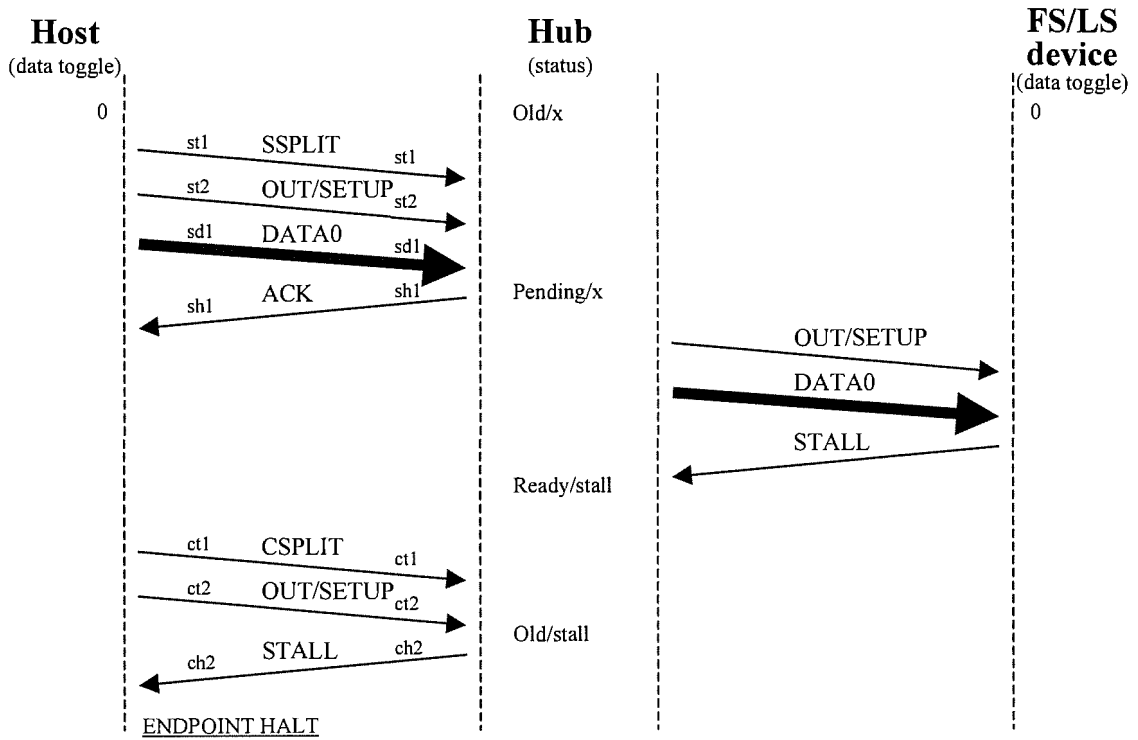 Host
(data toggle)
Hub
(status)
FS/LS
device
(data toggle)
0
Old/x
0
st1 SSPLIT st1
st2 OUT/SETUP st2
sd1 DATA0 sd1
sh1 ACK sh1
Pending/x
OUT/SETUP
DATA0
STALL
Ready/stall
ct1 CSPLIT ct1
ct2 OUT/SETUP ct2
Old/stall
ch2 STALL ch2
ENDPOINT HALT